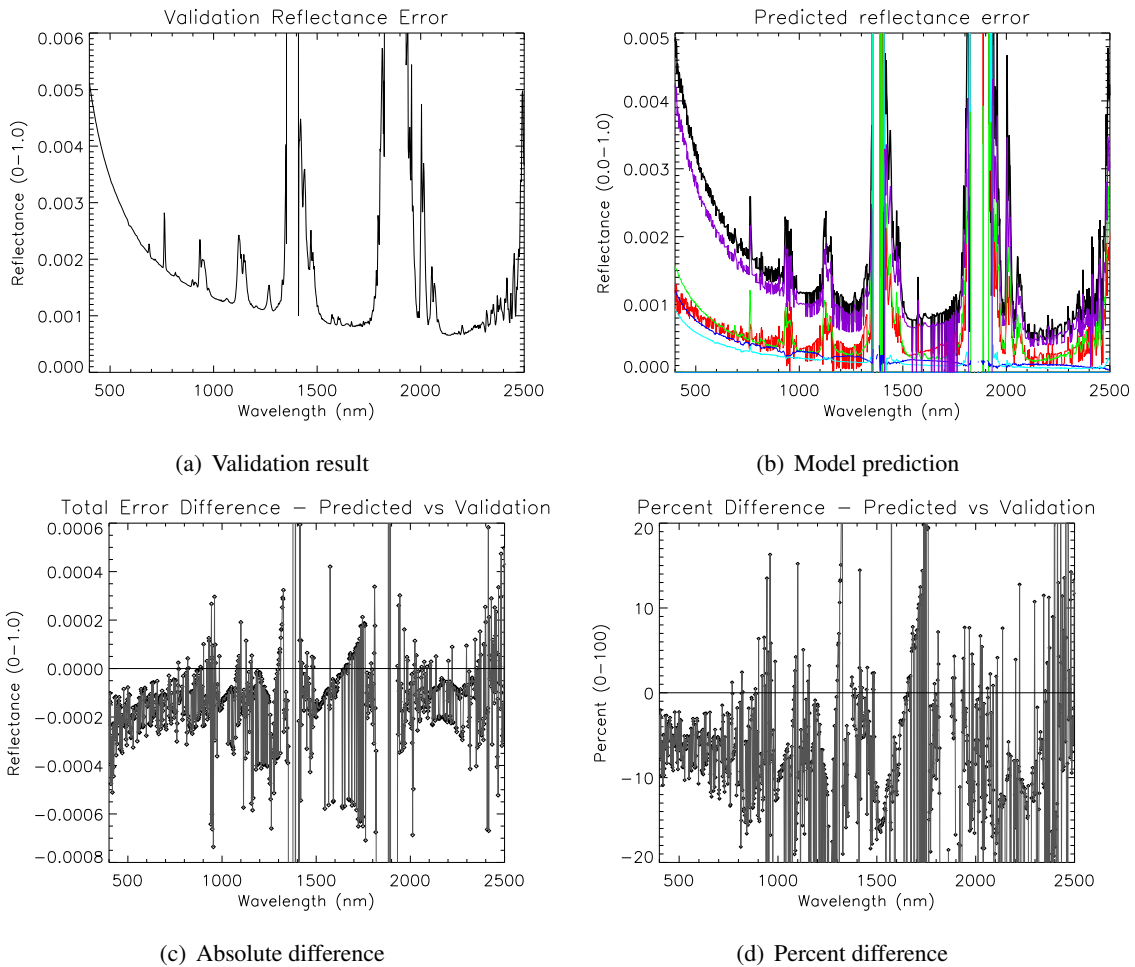 Validation Reflectance Error
0.006
0.005
0.004
0.003
0.002
0.001
0.000
Reflectance (0-1.0)
500 1000 1500 2000 2500
Wavelength (nm)
(a) Validation result
Predicted reflectance error
0.005
0.004
0.003
0.002
0.001
0.000
Reflectance (0.0-1.0)
500 1000 1500 2000 2500
Wavelength (nm)
(b) Model prediction
Total Error Difference - Predicted vs Validation
0.0006
0.0004
0.0002
0.0000
-0.0002
-0.0004
-0.0006
-0.0008
Reflectance (0-1.0)
500 1000 1500 2000 2500
Wavelength (nm)
(c) Absolute difference
Percent Difference - Predicted vs Validation
20
10
0
-10
-20
Percent (0-100)
500 1000 1500 2000 2500
Wavelength (nm)
(d) Percent difference